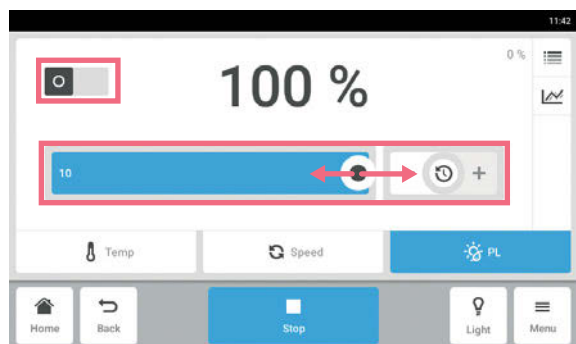 11:42
0 %
100 %
10
Temp
Speed
PL
Home
Back
Stop
Light
Menu